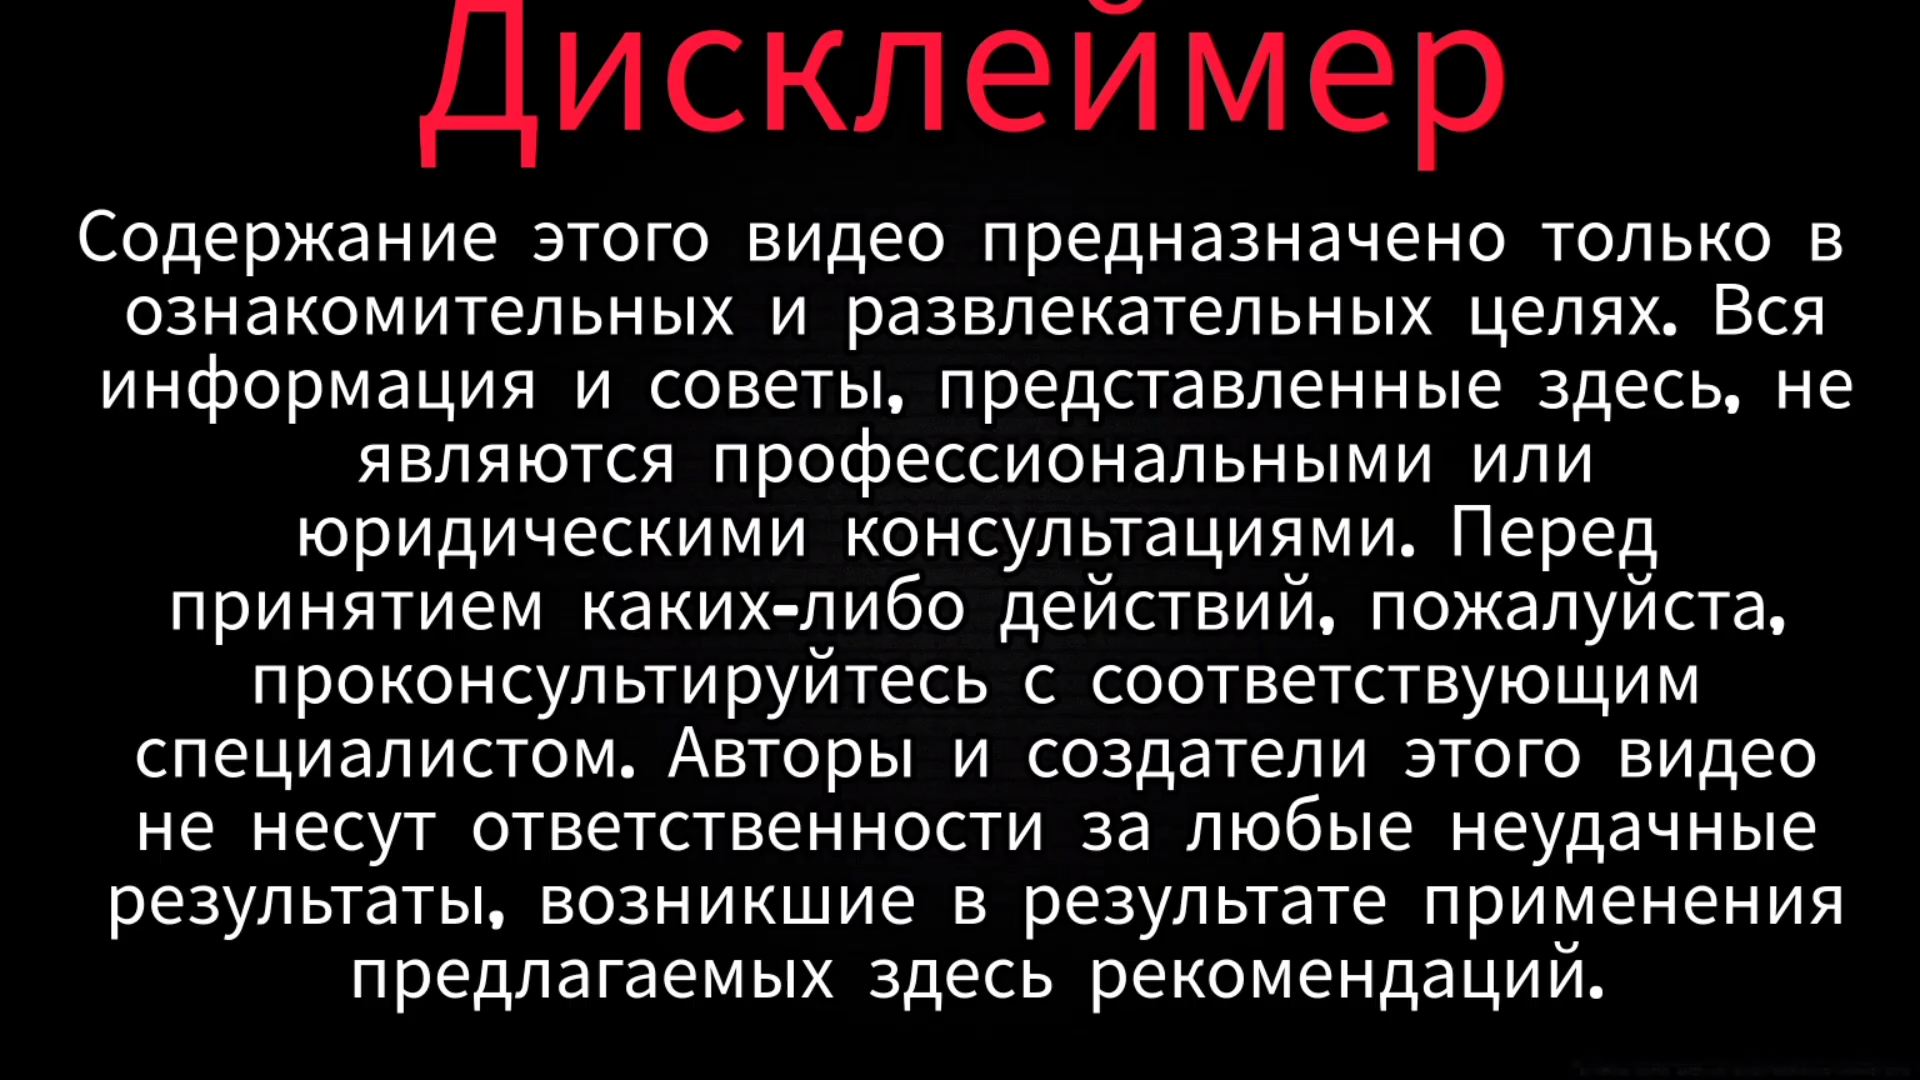 Дисклеймер
Содержание этого видео предназначено только в
ознакомительных и развлекательных целях. Вся
информация и советы, представленные здесь, не
являются профессиональными или
юридическими консультациями. Перед
принятием каких-либо действий, пожалуйста,
проконсультируйтесь с соответствующим
специалистом. Авторы и создатели этого видео
не несут ответственности за любые неудачные
результаты, возникшие в результате применения
предлагаемых здесь рекомендаций.